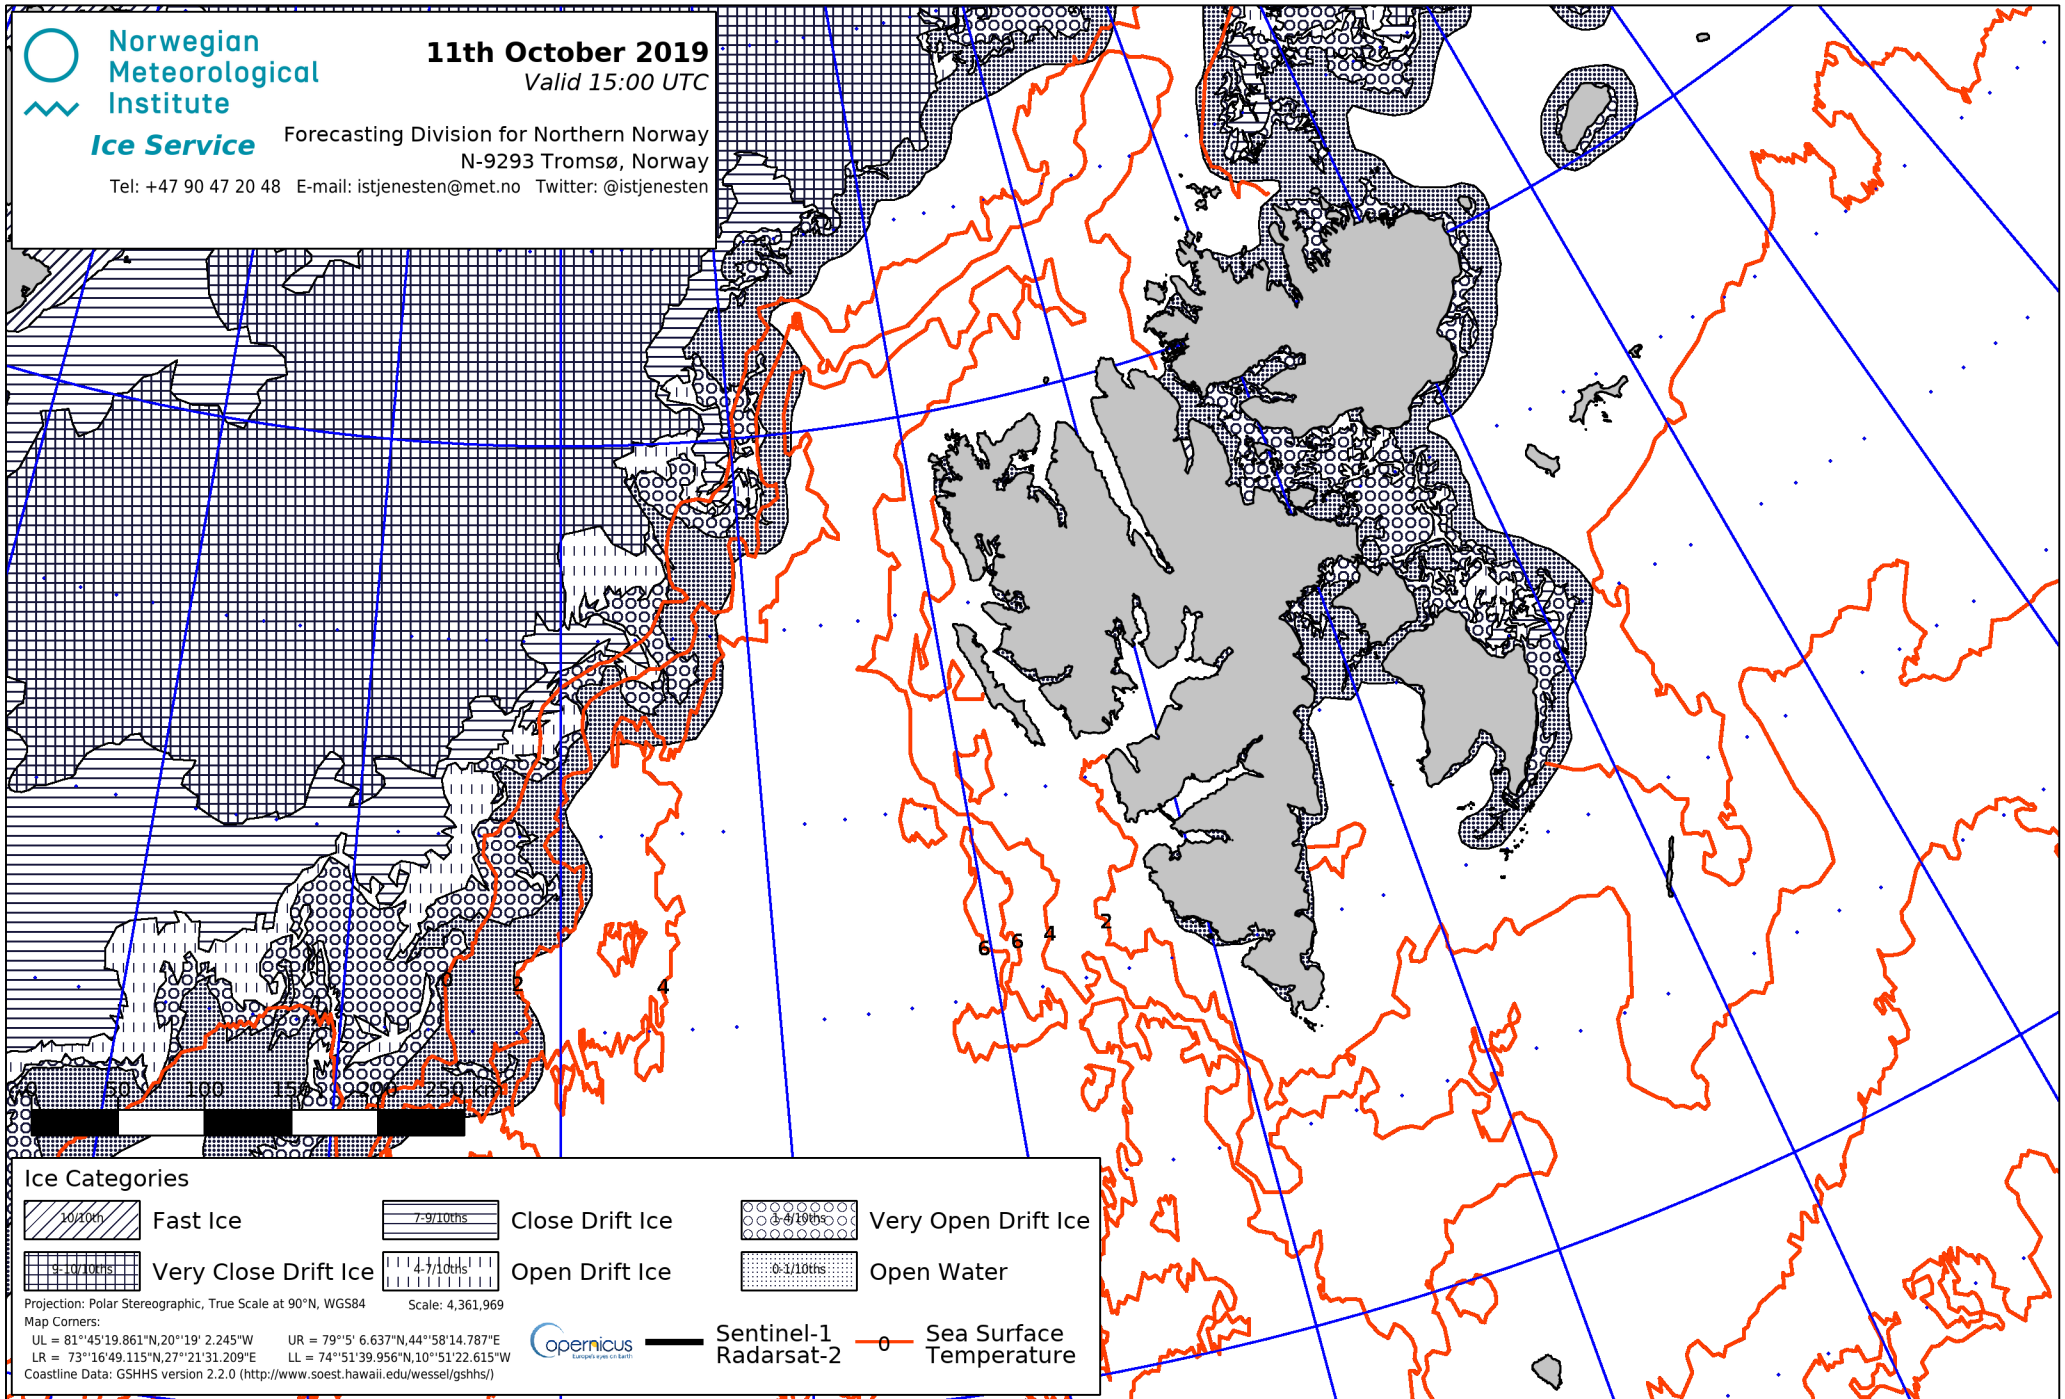 Norwegian
Meteorological
Institute
Ice Service
11th October 2019
Valid 15:00 UTC
Forecasting Division for Northern Norway
N-9293 Tromsø, Norway
Tel: +47 90 47 20 48 E-mail: istjenesten@met.no Twitter: @istjenesten
6
6
4
2
0
2
4
0 50 100 150 200 250 km
Ice Categories
10/10th Fast Ice
7-9/10ths Close Drift Ice
1-4/10ths Very Open Drift Ice
9-10/10ths Very Close Drift Ice
4-7/10ths Open Drift Ice
0-1/10ths Open Water
Projection: Polar Stereographic, True Scale at 90°N, WGS84 Scale: 4,361,969
Map Corners:
UL = 81°45'19.861"N,20°19' 2.245"W UR = 79°5' 6.637"N,44°58'14.787"E
LR = 73°16'49.115"N,27°21'31.209"E LL = 74°51'39.956"N,10°51'22.615"W
Coastline Data: GSHHS version 2.2.0 (http://www.soest.hawaii.edu/wessel/gshhs/)
opernicus
Europe's eyes on Earth
Sentinel-1
Radarsat-2
0
Sea Surface
Temperature